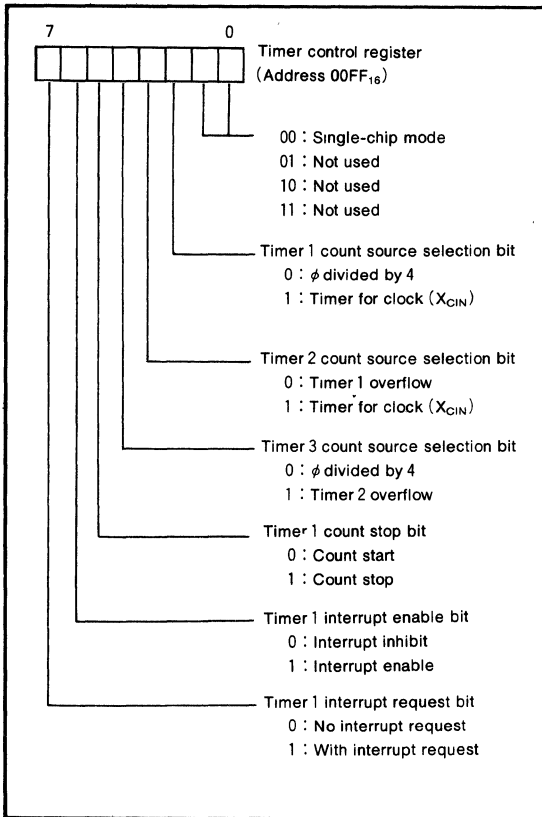 7 0
Timer control register
(Address 00FF₁₆)
00 : Single-chip mode
01 : Not used
10 : Not used
11 : Not used
Timer 1 count source selection bit
0 : ϕ divided by 4
1 : Timer for clock (X_CIN)
Timer 2 count source selection bit
0 : Timer 1 overflow
1 : Timer for clock (X_CIN)
Timer 3 count source selection bit
0 : ϕ divided by 4
1 : Timer 2 overflow
Timer 1 count stop bit
0 : Count start
1 : Count stop
Timer 1 interrupt enable bit
0 : Interrupt inhibit
1 : Interrupt enable
Timer 1 interrupt request bit
0 : No interrupt request
1 : With interrupt request